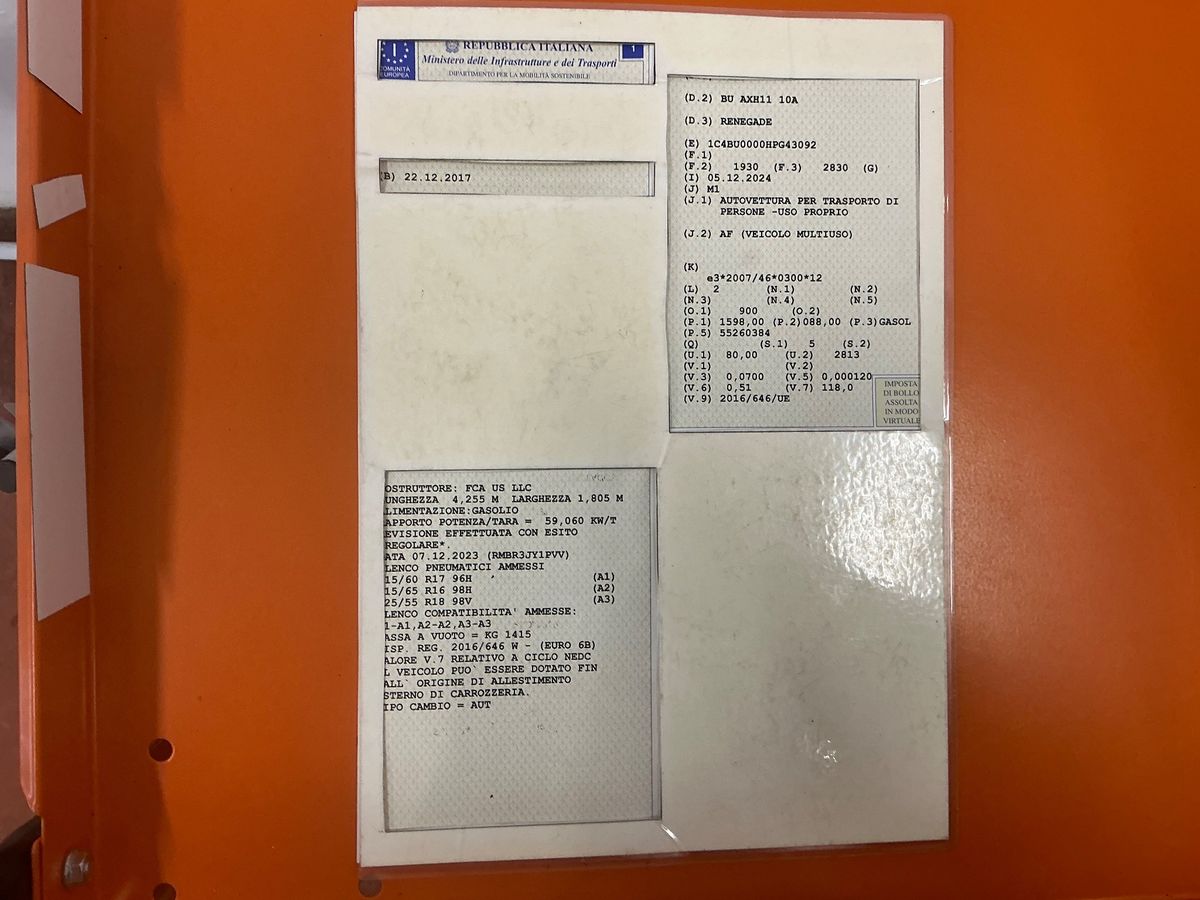 I
COMUNITÀ
EUROPEA
REPUBBLICA ITALIANA
Ministero delle Infrastrutture e dei Trasporti
DIPARTIMENTO PER LA MOBILITÀ SOSTENIBILE
1
(B) 22.12.2017
(D.2) BU AXH11 10A
(D.3) RENEGADE
(E) 1C4BU0000HPG43092
(F.1)
(F.2) 1930 (F.3) 2830 (G)
(I) 05.12.2024
(J) M1
(J.1) AUTOVETTURA PER TRASPORTO DI
PERSONE -USO PROPRIO
(J.2) AF (VEICOLO MULTIUSO)
(K)
e3*2007/46*0300*12
(L) 2 (N.1) (N.2)
(N.3) (N.4) (N.5)
(O.1) 900 (O.2)
(P.1) 1598,00 (P.2)088,00 (P.3)GASOL
(P.5) 55260384
(Q) (S.1) 5 (S.2)
(U.1) 80,00 (U.2) 2813
(V.1) (V.2)
(V.3) 0,0700 (V.5) 0,000120
(V.6) 0,51 (V.7) 118,0
(V.9) 2016/646/UE
IMPOSTA
DI BOLLO
ASSOLTA
IN MODO
VIRTUALE
OSTRUTTORE: FCA US LLC
UNGHEZZA 4,255 M LARGHEZZA 1,805 M
LIMENTAZIONE:GASOLIO
APPORTO POTENZA/TARA = 59,060 KW/T
EVISIONE EFFETTUATA CON ESITO
REGOLARE*.
ATA 07.12.2023 (RMBR3JY1PVV)
LENCO PNEUMATICI AMMESSI
15/60 R17 96H (A1)
15/65 R16 98H (A2)
25/55 R18 98V (A3)
LENCO COMPATIBILITA' AMMESSE:
1-A1,A2-A2,A3-A3
ASSA A VUOTO = KG 1415
ISP. REG. 2016/646 W - (EURO 6B)
ALORE V.7 RELATIVO A CICLO NEDC
L VEICOLO PUO` ESSERE DOTATO FIN
ALL` ORIGINE DI ALLESTIMENTO
STERNO DI CARROZZERIA.
IPO CAMBIO = AUT